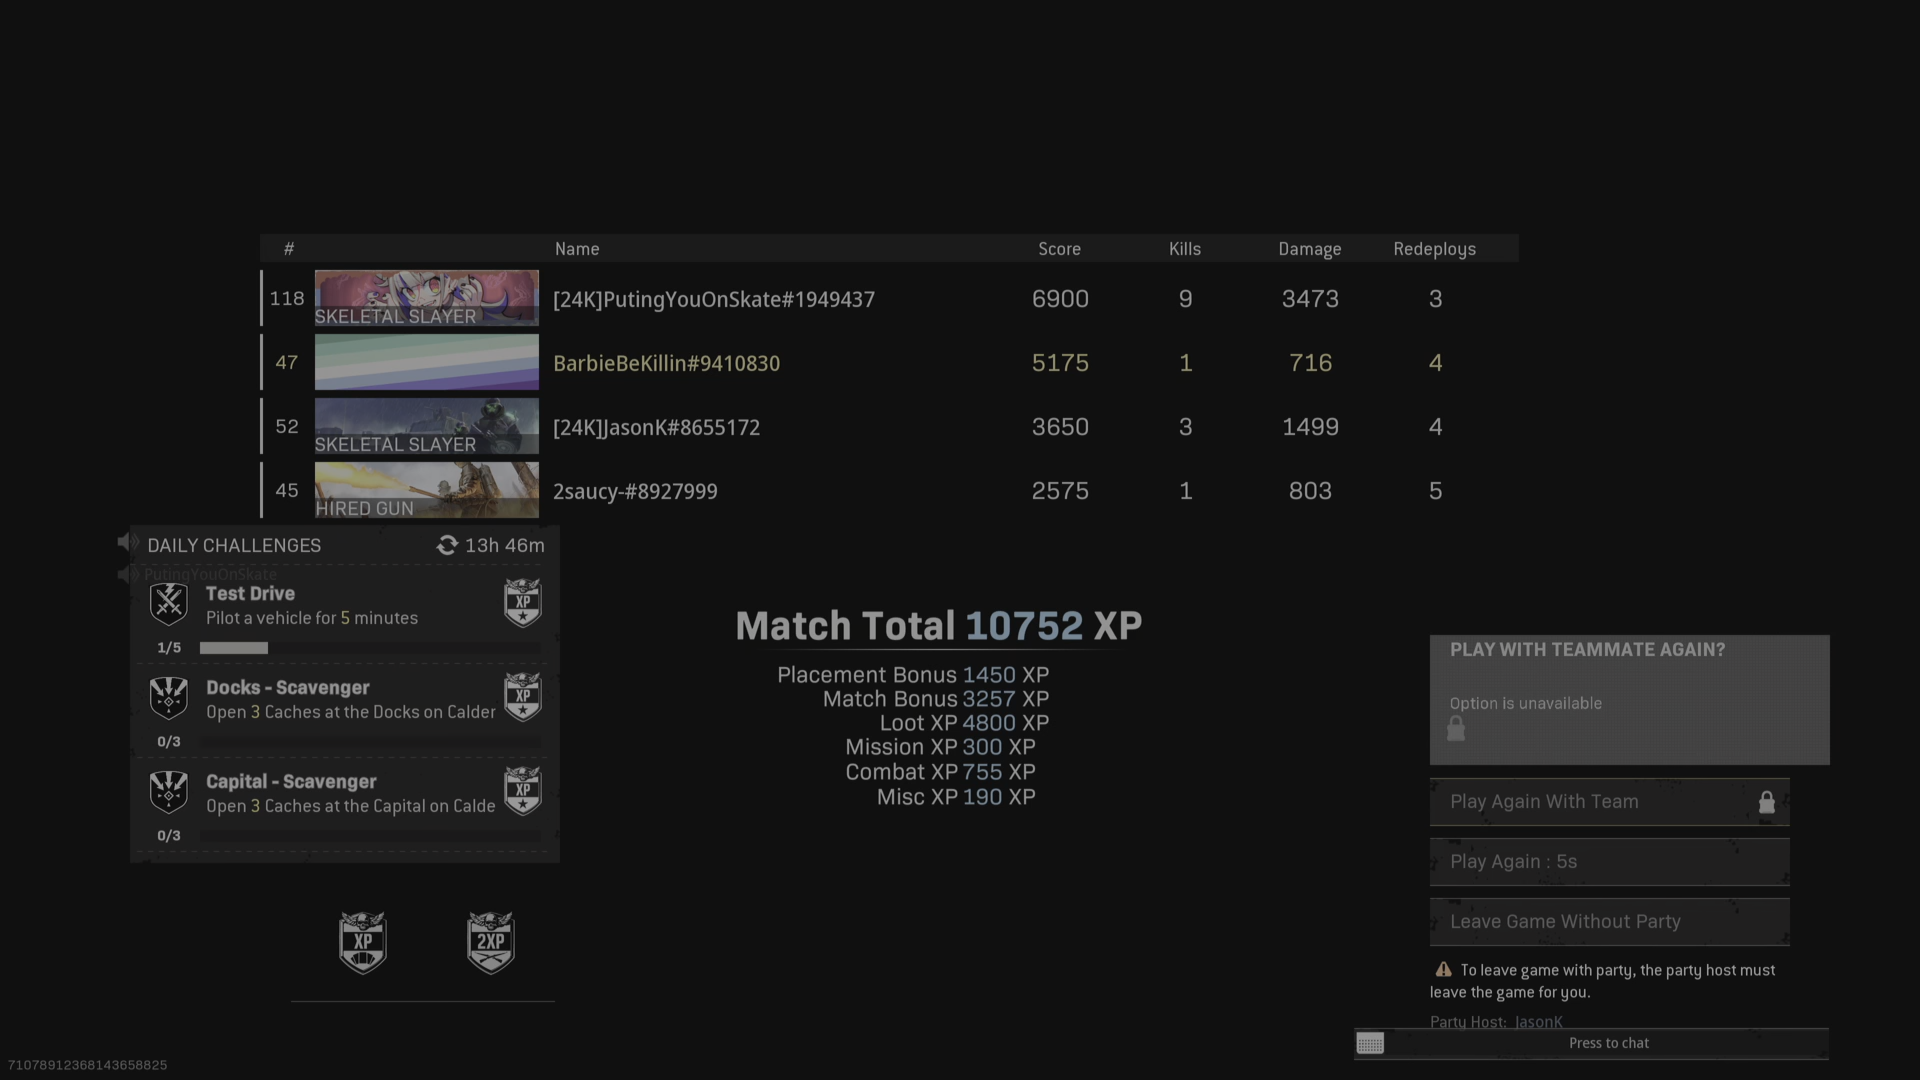 # Name Score Kills Damage Redeploys
118 SKELETAL SLAYER [24K]PutingYouOnSkate#1949437 6900 9 3473 3
47 BarbieBeKillin#9410830 5175 1 716 4
52 SKELETAL SLAYER [24K]JasonK#8655172 3650 3 1499 4
45 HIRED GUN 2saucy-#8927999 2575 1 803 5
DAILY CHALLENGES 13h 46m
PutingYouOnSkate
Test Drive
Pilot a vehicle for 5 minutes
XP
1/5
Docks - Scavenger
Open 3 Caches at the Docks on Calder
XP
0/3
Capital - Scavenger
Open 3 Caches at the Capital on Calde
XP
0/3
XP 2XP
Match Total 10752 XP
Placement Bonus 1450 XP
Match Bonus 3257 XP
Loot XP 4800 XP
Mission XP 300 XP
Combat XP 755 XP
Misc XP 190 XP
PLAY WITH TEAMMATE AGAIN?
Option is unavailable
Play Again With Team
Play Again : 5s
Leave Game Without Party
To leave game with party, the party host must
leave the game for you.
Party Host: JasonK
Press to chat
71078912368143658825